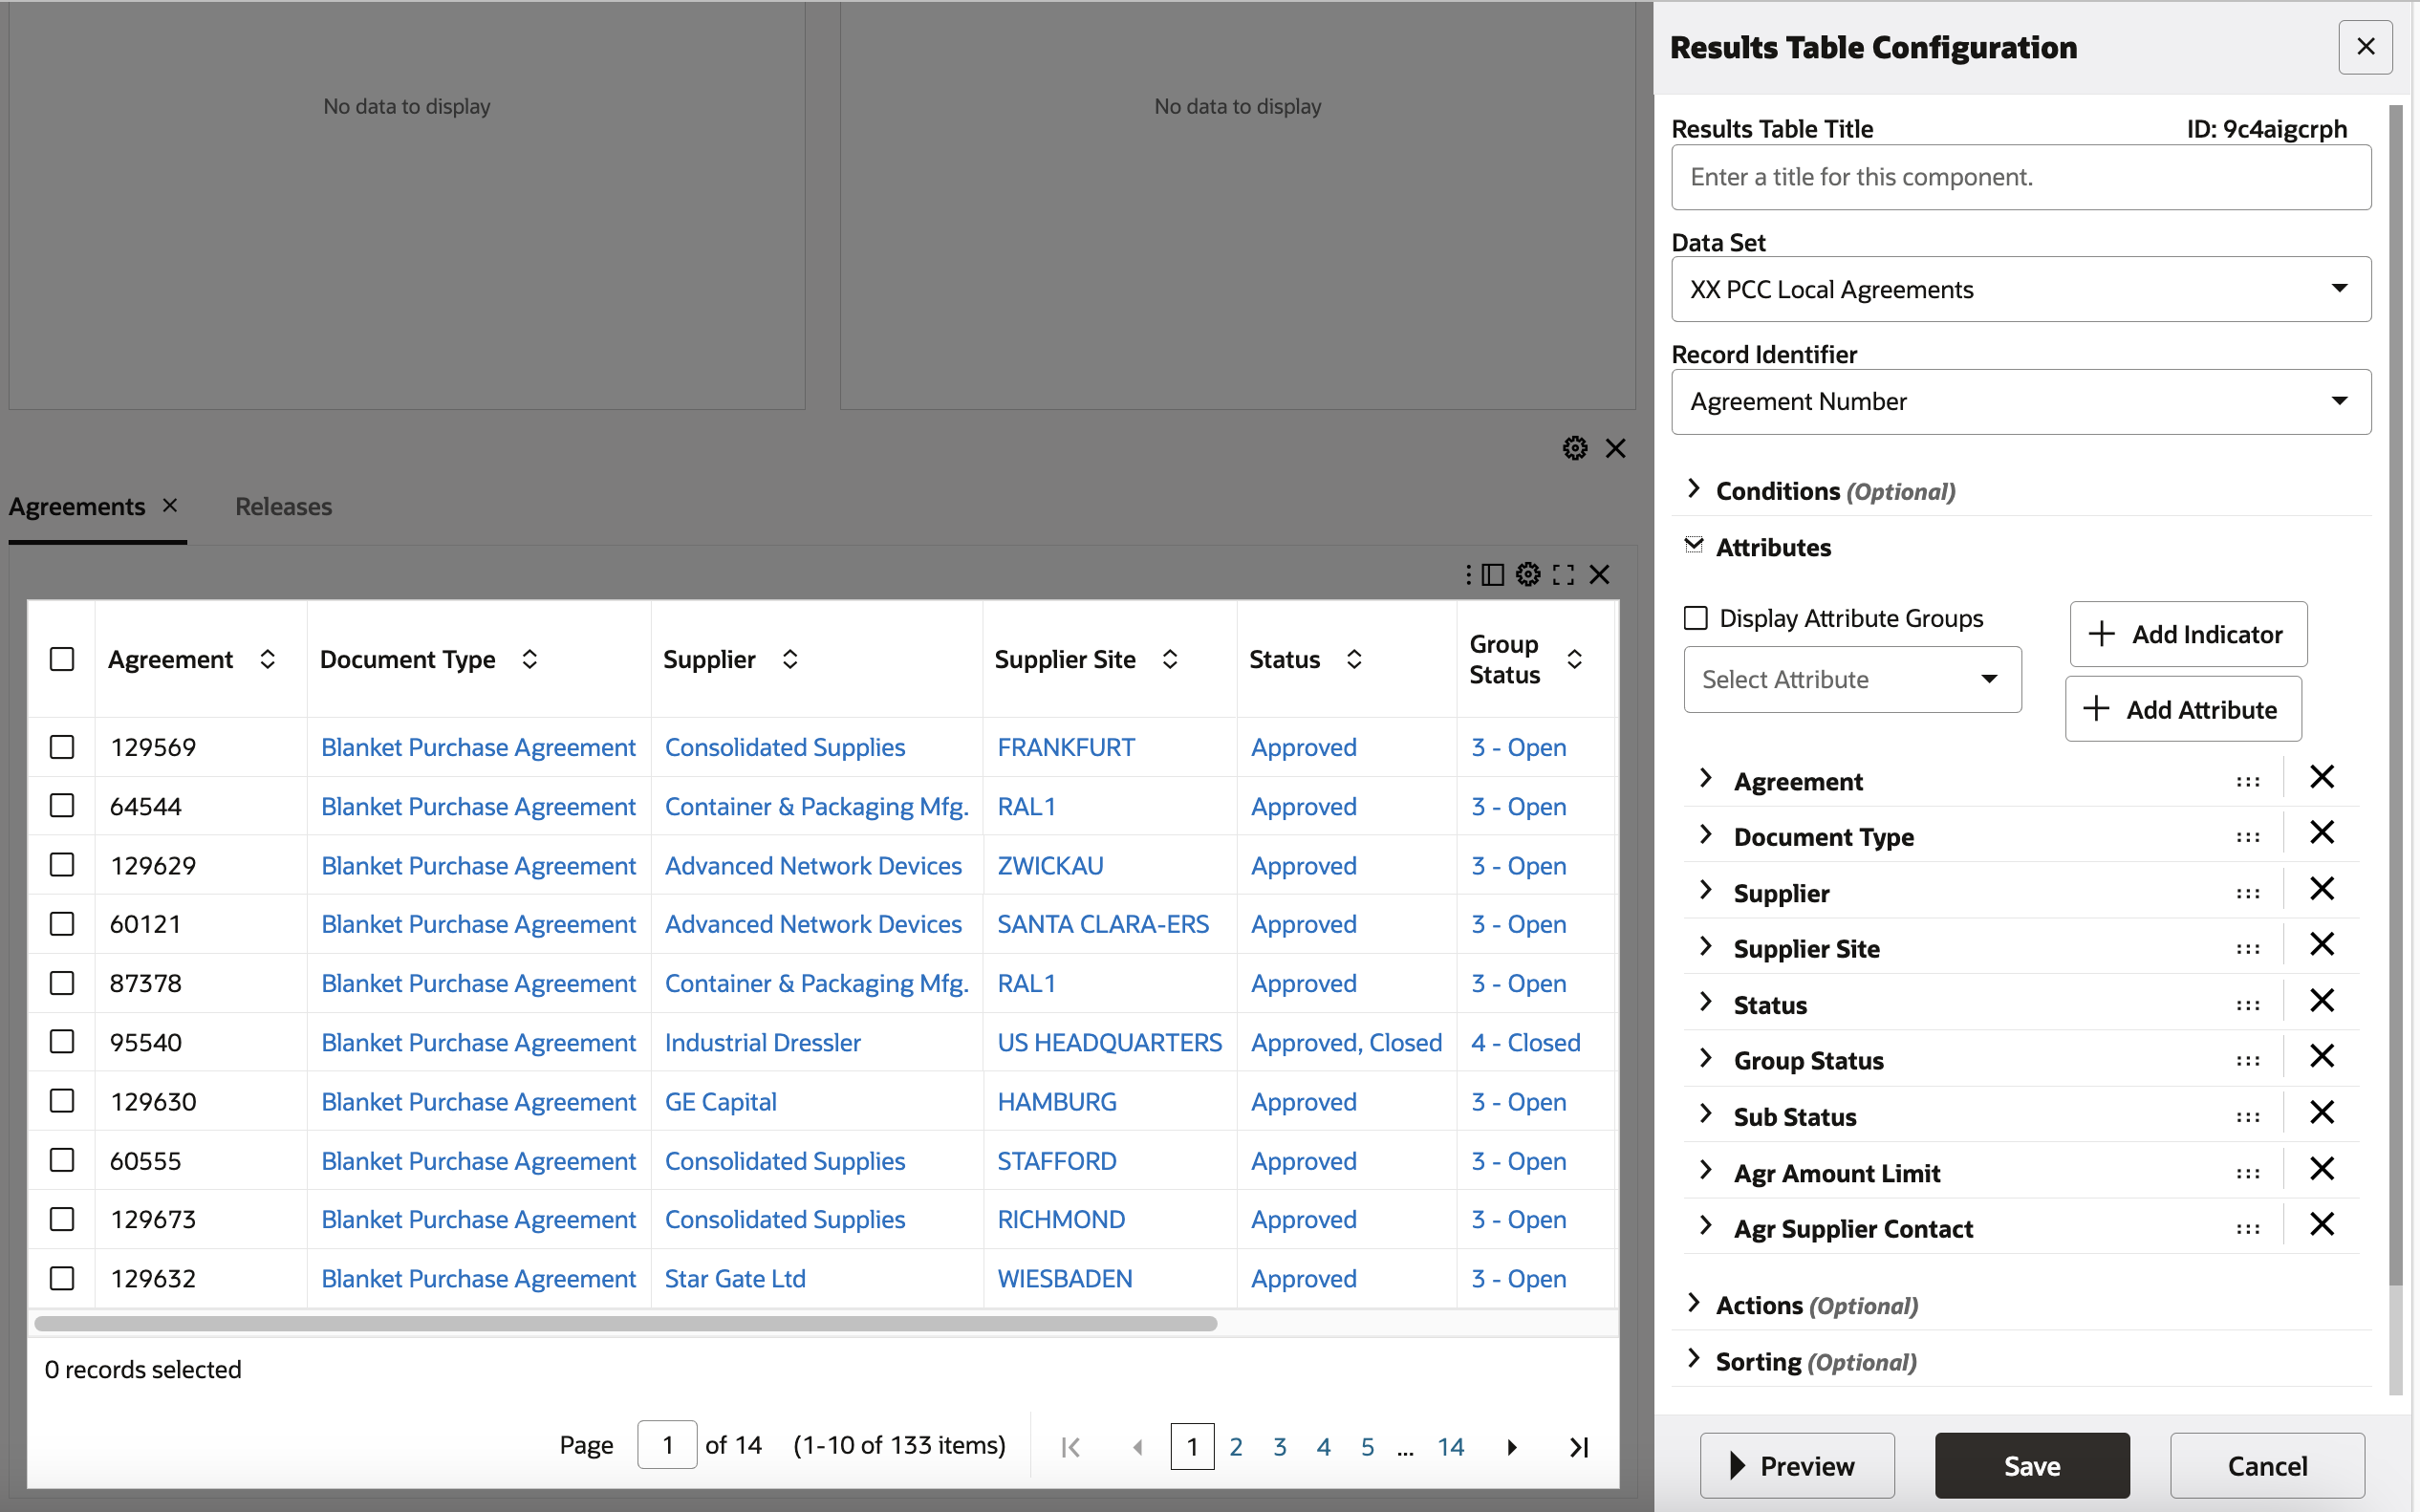 No data to display
No data to display
Agreements
Releases
Agreement Document Type Supplier Supplier Site Status Group Status
129569 Blanket Purchase Agreement Consolidated Supplies FRANKFURT Approved 3 - Open
64544 Blanket Purchase Agreement Container & Packaging Mfg. RAL1 Approved 3 - Open
129629 Blanket Purchase Agreement Advanced Network Devices ZWICKAU Approved 3 - Open
60121 Blanket Purchase Agreement Advanced Network Devices SANTA CLARA-ERS Approved 3 - Open
87378 Blanket Purchase Agreement Container & Packaging Mfg. RAL1 Approved 3 - Open
95540 Blanket Purchase Agreement Industrial Dressler US HEADQUARTERS Approved, Closed 4 - Closed
129630 Blanket Purchase Agreement GE Capital HAMBURG Approved 3 - Open
60555 Blanket Purchase Agreement Consolidated Supplies STAFFORD Approved 3 - Open
129673 Blanket Purchase Agreement Consolidated Supplies RICHMOND Approved 3 - Open
129632 Blanket Purchase Agreement Star Gate Ltd WIESBADEN Approved 3 - Open
0 records selected
Page 1 of 14 (1-10 of 133 items) 1 2 3 4 5 ... 14
Results Table Configuration
Results Table Title ID: 9c4aigcrph
Enter a title for this component.
Data Set
XX PCC Local Agreements
Record Identifier
Agreement Number
Conditions (Optional)
Attributes
Display Attribute Groups
Add Indicator
Select Attribute
Add Attribute
Agreement
Document Type
Supplier
Supplier Site
Status
Group Status
Sub Status
Agr Amount Limit
Agr Supplier Contact
Actions (Optional)
Sorting (Optional)
Preview Save Cancel